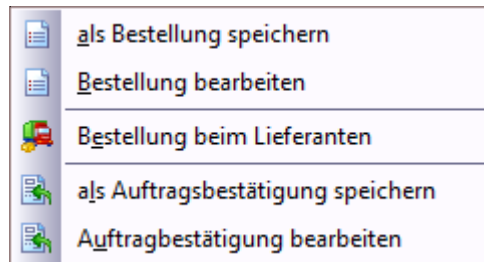 als Bestellung speichern
Bestellung bearbeiten
Bestellung beim Lieferanten
als Auftragsbestätigung speichern
Auftragbestätigung bearbeiten